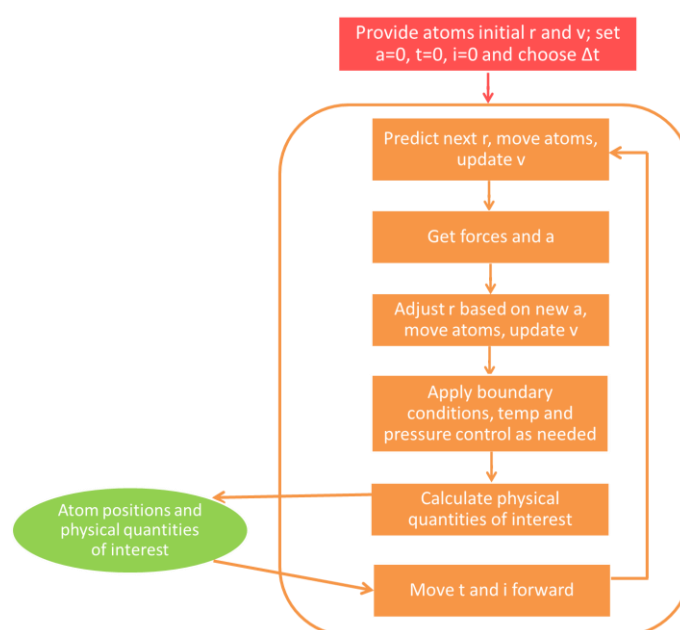 Provide atoms initial r and v; set
a=0, t=0, i=0 and choose Δt
Predict next r, move atoms,
update v
Get forces and a
Adjust r based on new a,
move atoms, update v
Apply boundary
conditions, temp and
pressure control as needed
Calculate physical
quantities of interest
Atom positions and
physical quantities
of interest
Move t and i forward